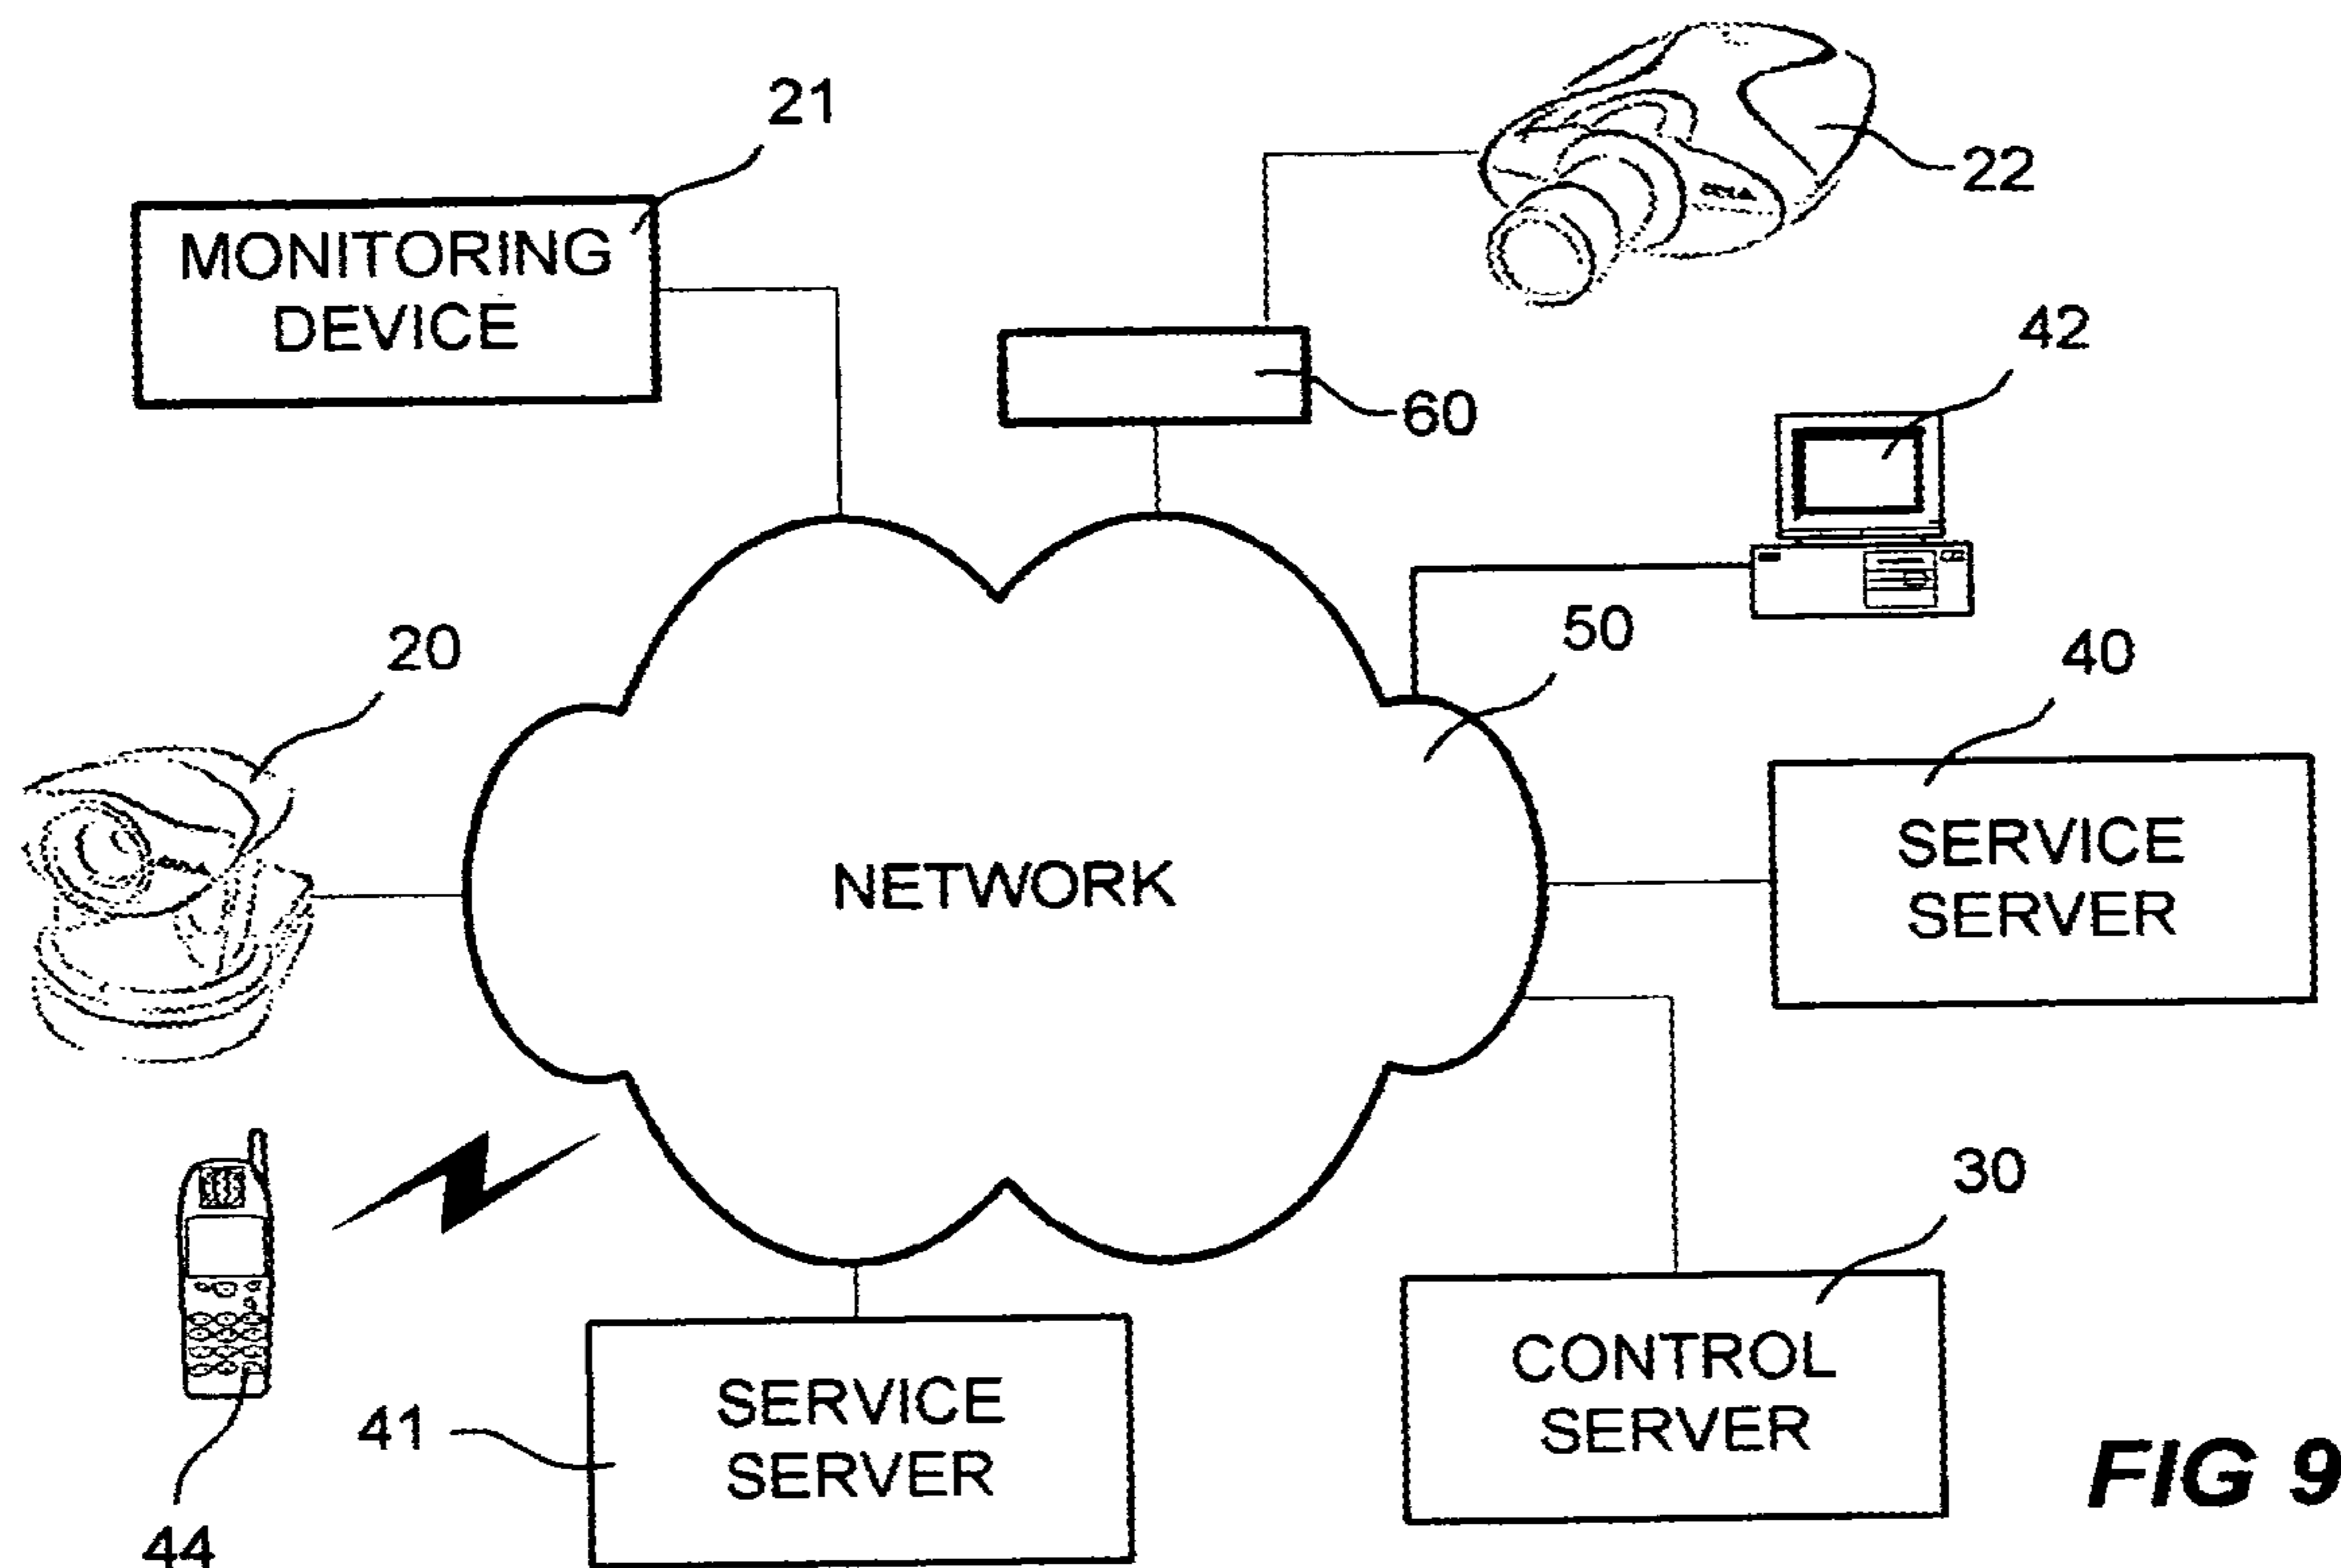 21
22
MONITORING
DEVICE
42
60
20
50
40
SERVICE
SERVER
NETWORK
30
CONTROL
SERVER
SERVICE
SERVER
41
44
FIG 9